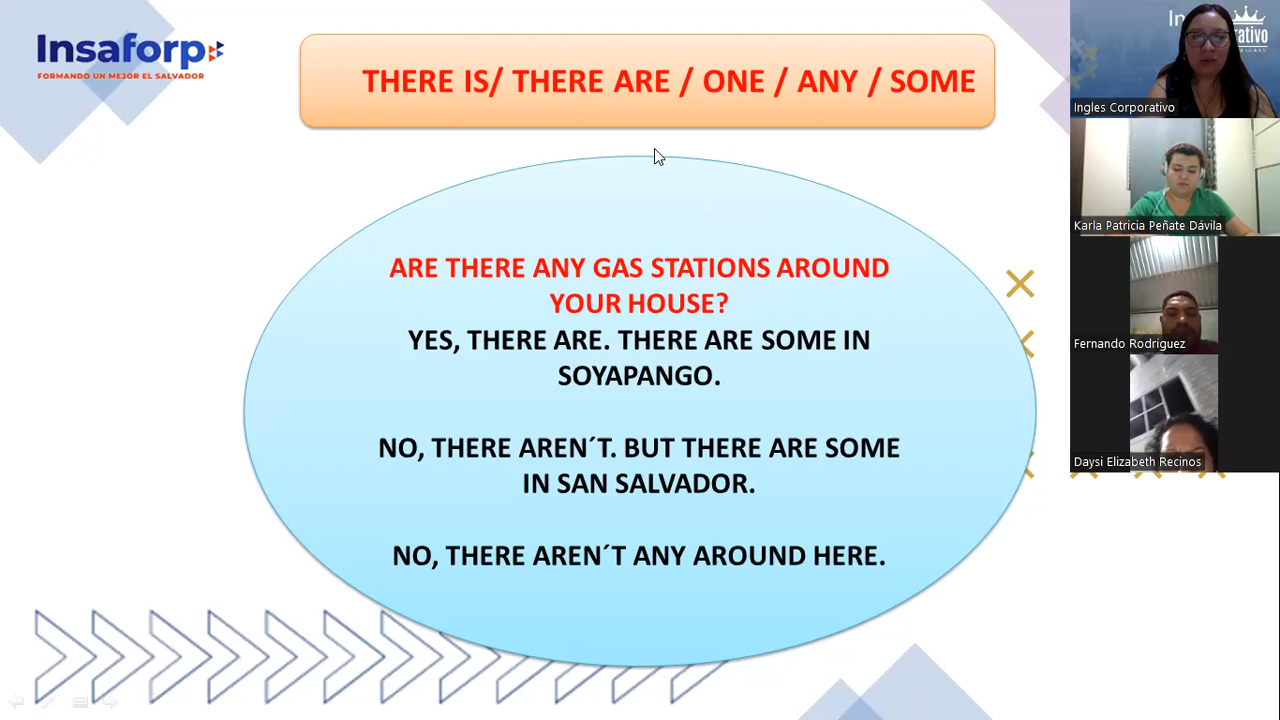 Insaforp
FORMANDO UN MEJOR EL SALVADOR
THERE IS/ THERE ARE / ONE / ANY / SOME
ARE THERE ANY GAS STATIONS AROUND
YOUR HOUSE?
YES, THERE ARE. THERE ARE SOME IN
SOYAPANGO.
NO, THERE AREN´T. BUT THERE ARE SOME
IN SAN SALVADOR.
NO, THERE AREN´T ANY AROUND HERE.
Ingles Corporativo
Karla Patricia Peñate Dávila
Fernando Rodriguez
Daysi Elizabeth Recinos